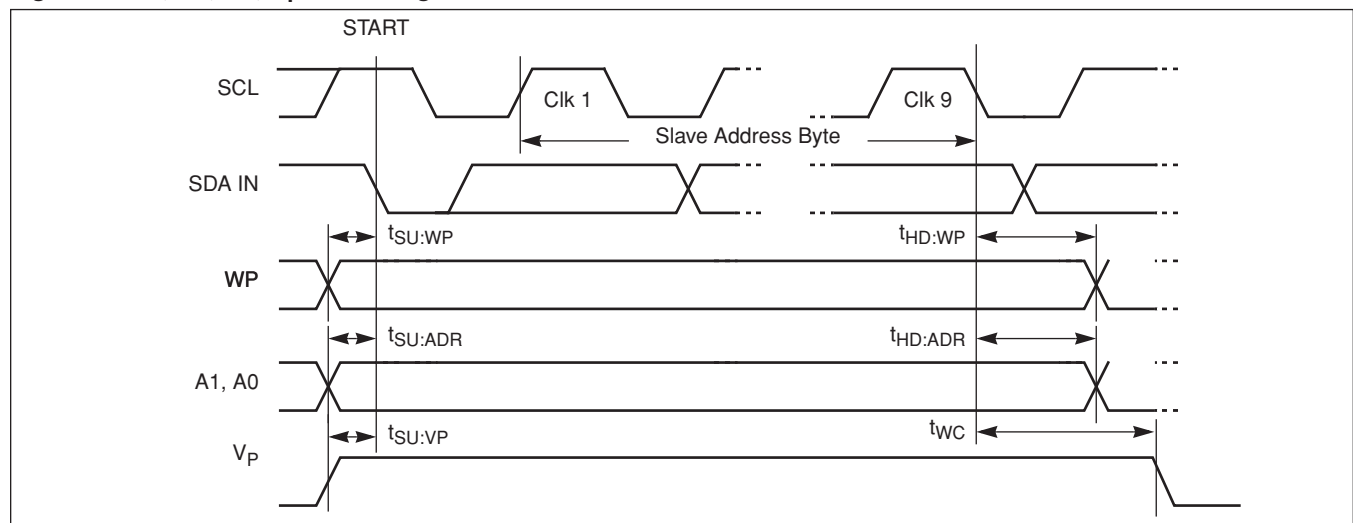 START
SCL
Clk 1
Clk 9
Slave Address Byte
SDA IN
tSU:WP
tHD:WP
WP
tSU:ADR
tHD:ADR
A1, A0
tSU:VP
tWC
VP